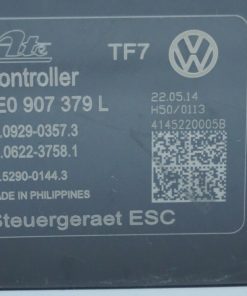 Ate TF7
ontroller
E0 907 379 L
22.05.14
.0929-0357.3
H50/0113
4145220005B
.0622-3758.1
.5290-0144.3
ADE IN PHILIPPINES
Steuergeraet ESC